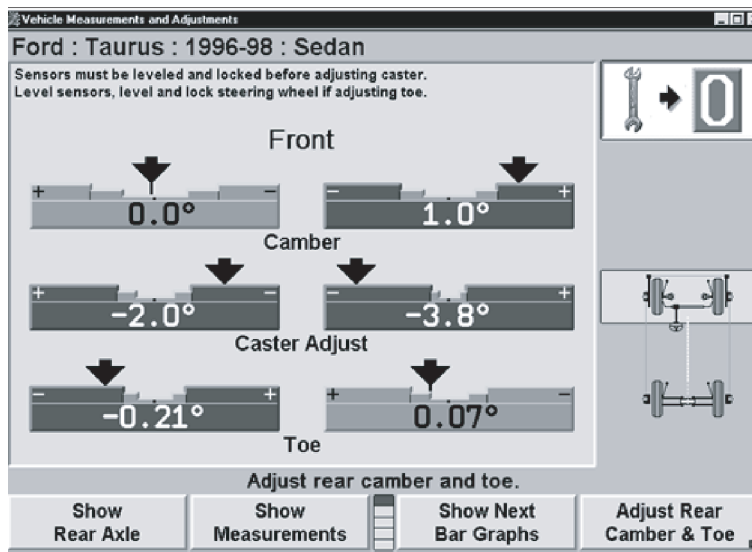 Vehicle Measurements and Adjustments
Ford : Taurus : 1996-98 : Sedan
Sensors must be leveled and locked before adjusting caster.
Level sensors, level and lock steering wheel if adjusting toe.
Front
+ - - +
0.0° 1.0°
Camber
+ - - +
-2.0° -3.8°
Caster Adjust
- + + -
-0.21° 0.07°
Toe
Adjust rear camber and toe.
Show Rear Axle
Show Measurements
Show Next Bar Graphs
Adjust Rear Camber & Toe